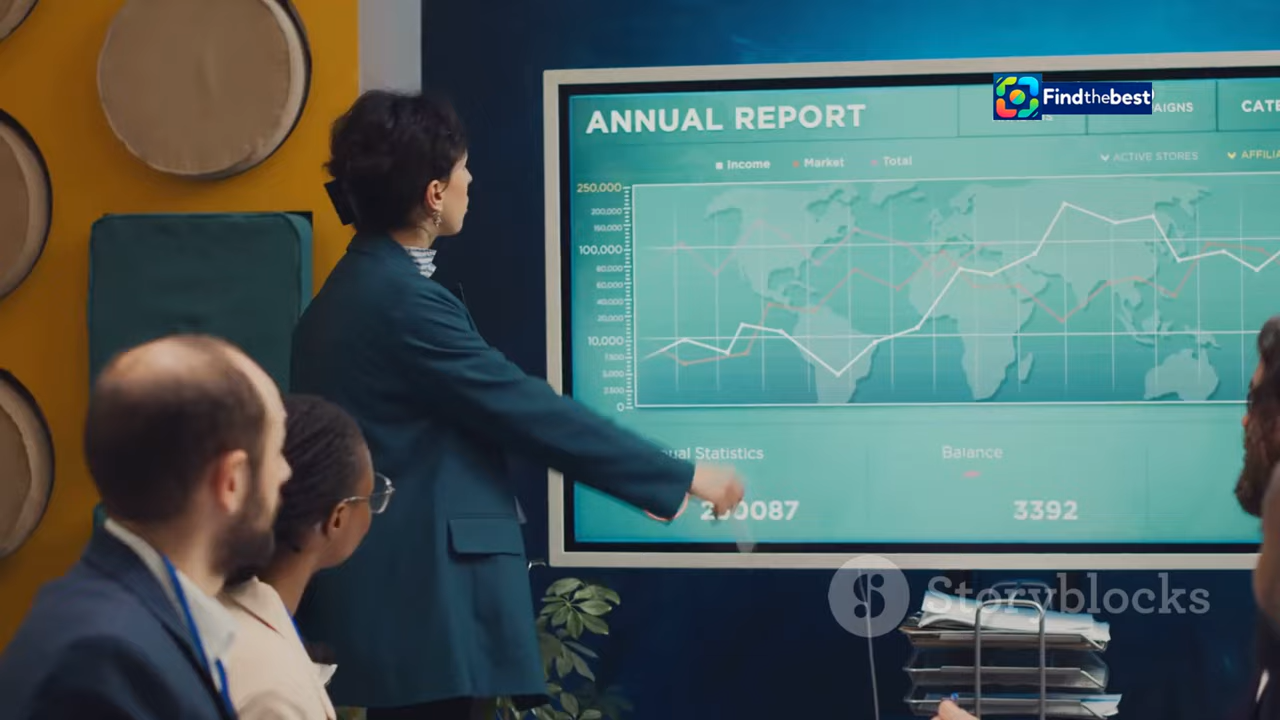 Findthebest
ANNUAL REPORT
AIGNS
CATE
Income
Market
Total
ACTIVE STORES
AFFILIA
250,000
200,000
150,000
100,000
80,000
60,000
40,000
20,000
10,000
7,500
5,000
2,500
0
ual Statistics
Balance
3392
Storyblocks